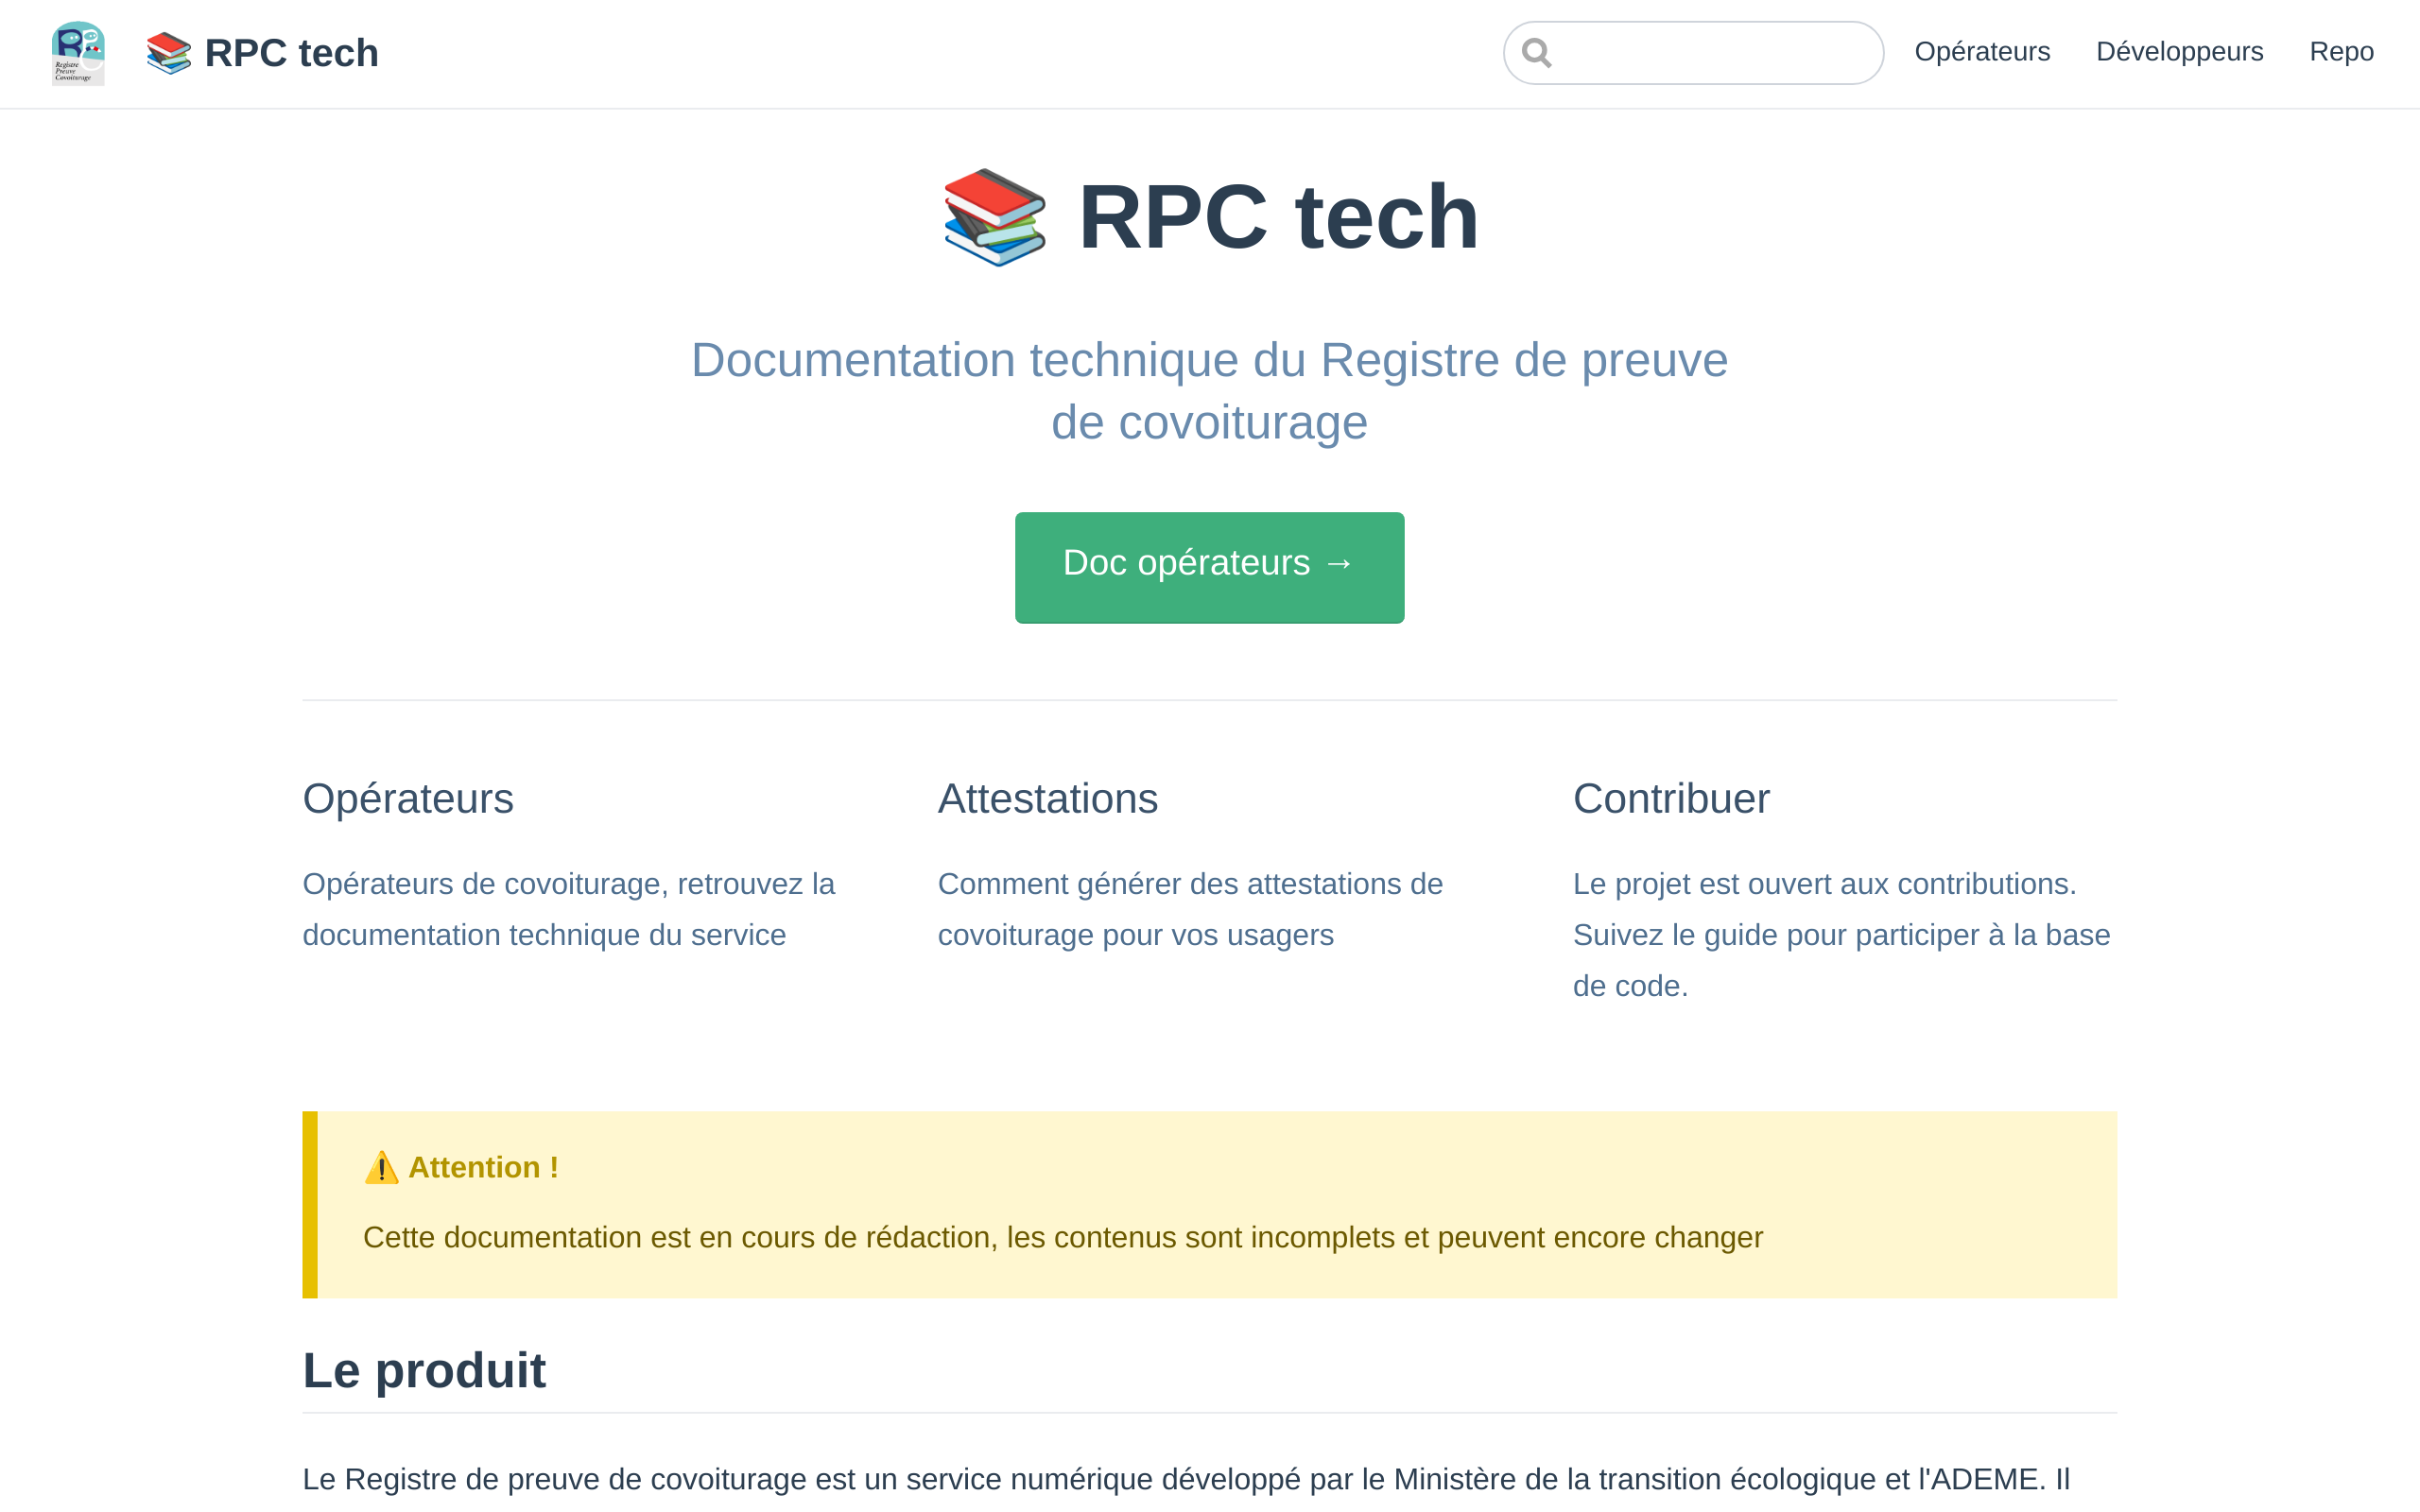 Registre
Preuve
Covoiturage
📚 RPC tech
Opérateurs
Développeurs
Repo
📚 RPC tech
Documentation technique du Registre de preuve
de covoiturage
Doc opérateurs →
Opérateurs
Opérateurs de covoiturage, retrouvez la
documentation technique du service
Attestations
Comment générer des attestations de
covoiturage pour vos usagers
Contribuer
Le projet est ouvert aux contributions.
Suivez le guide pour participer à la base
de code.
⚠️ Attention !
Cette documentation est en cours de rédaction, les contenus sont incomplets et peuvent encore changer
Le produit
Le Registre de preuve de covoiturage est un service numérique développé par le Ministère de la transition écologique et l'ADEME. Il